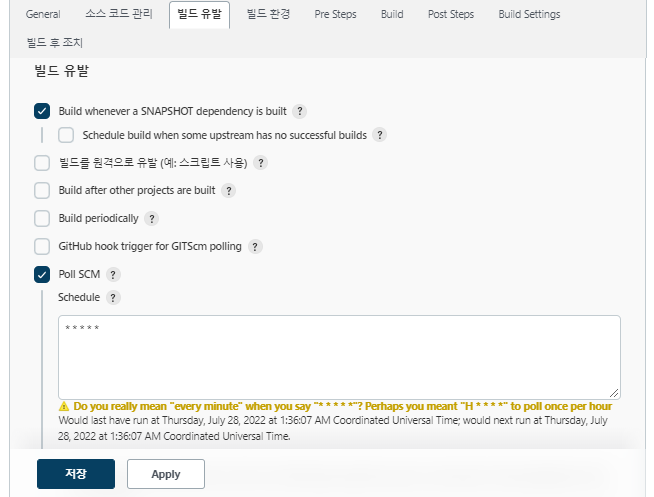 General 소스 코드 관리 빌드 유발 빌드 환경 Pre Steps Build Post Steps Build Settings
빌드 후 조치
빌드 유발
Build whenever a SNAPSHOT dependency is built ?
Schedule build when some upstream has no successful builds ?
빌드를 원격으로 유발 (예: 스크립트 사용) ?
Build after other projects are built ?
Build periodically ?
GitHub hook trigger for GITScm polling ?
Poll SCM ?
Schedule ?
* * * * *
Do you really mean "every minute" when you say "* * * * *"? Perhaps you meant "H * * * *" to poll once per hour
Would last have run at Thursday, July 28, 2022 at 1:36:07 AM Coordinated Universal Time; would next run at Thursday, July
28, 2022 at 1:36:07 AM Coordinated Universal Time.
저장 Apply